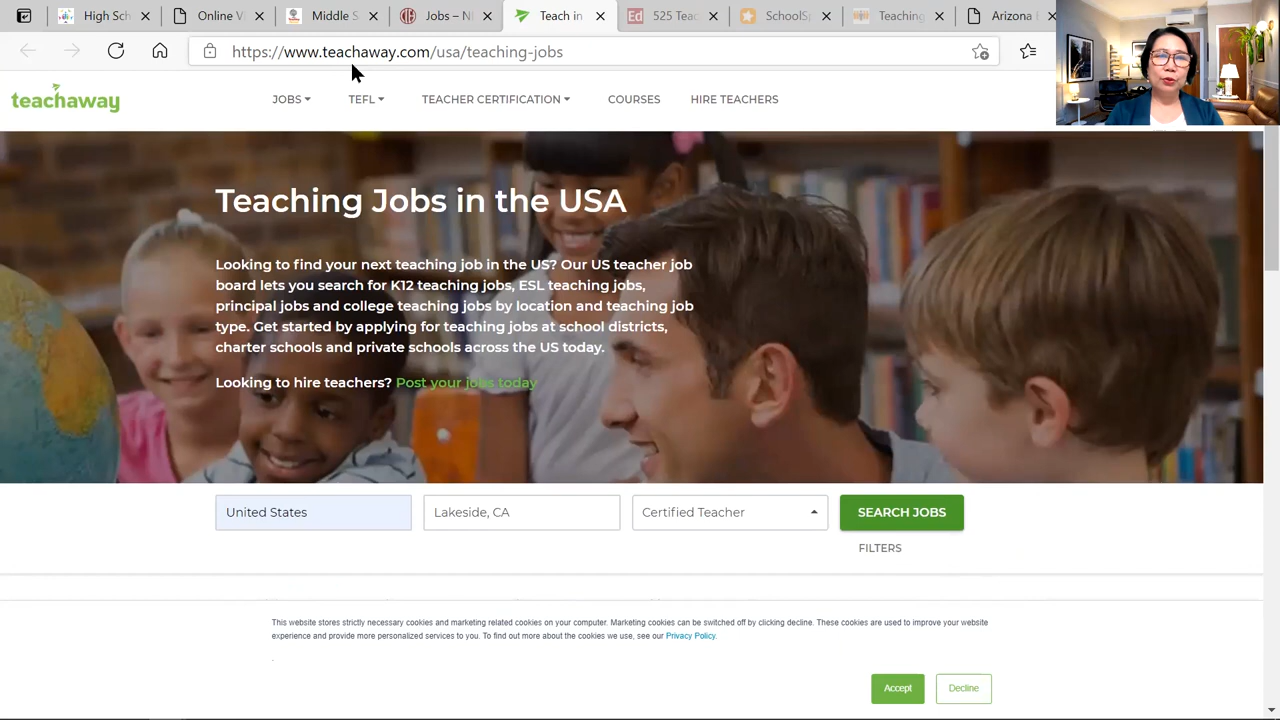 High Sch
Online Vi
Middle S
Jobs – N
Teach in
525 Teac
SchoolSp
Teaching
Arizona
https://www.teachaway.com/usa/teaching-jobs
teachaway
JOBS
TEFL
TEACHER CERTIFICATION
COURSES
HIRE TEACHERS
Teaching Jobs in the USA
Looking to find your next teaching job in the US? Our US teacher job
board lets you search for K12 teaching jobs, ESL teaching jobs,
principal jobs and college teaching jobs by location and teaching job
type. Get started by applying for teaching jobs at school districts,
charter schools and private schools across the US today.
Looking to hire teachers? Post your jobs today
United States
Lakeside, CA
Certified Teacher
SEARCH JOBS
FILTERS
This website stores strictly necessary cookies and marketing related cookies on your computer. Marketing cookies can be switched off by clicking decline. These cookies are used to improve your website
experience and provide more personalized services to you. To find out more about the cookies we use, see our Privacy Policy.
Accept
Decline